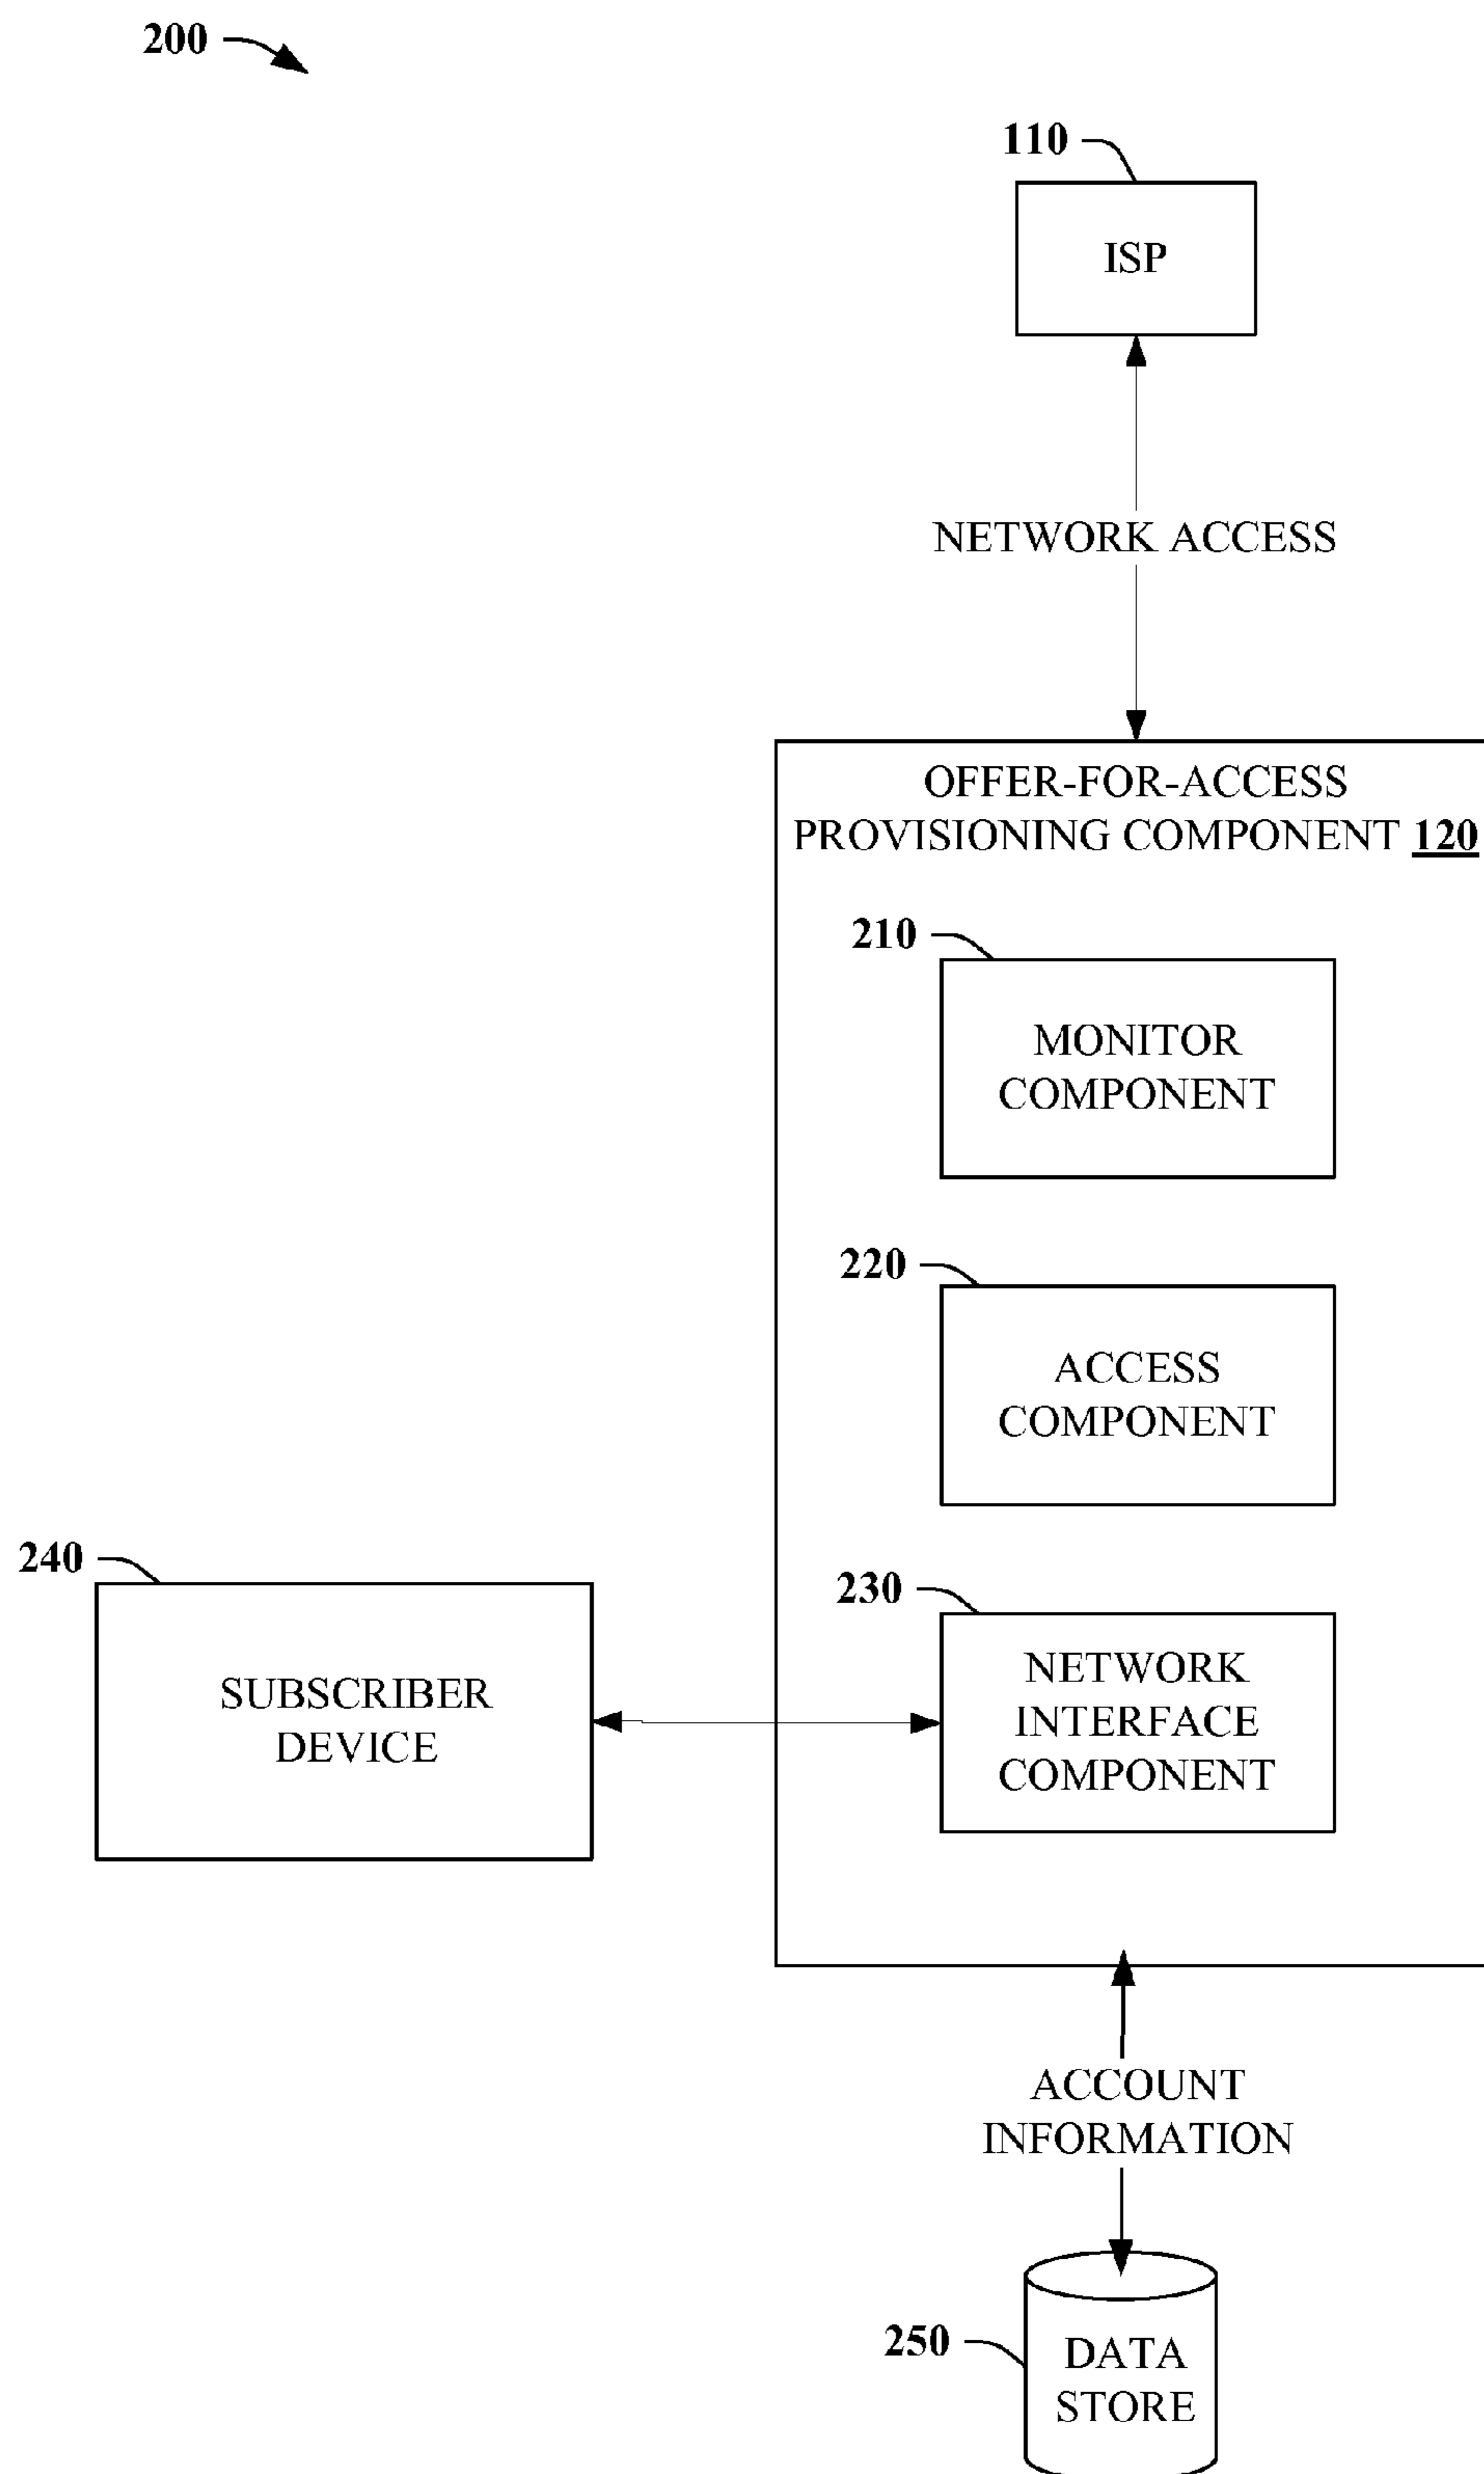 200
110
ISP
NETWORK ACCESS
OFFER-FOR-ACCESS
PROVISIONING COMPONENT 120
210
MONITOR
COMPONENT
220
ACCESS
COMPONENT
240
SUBSCRIBER
DEVICE
230
NETWORK
INTERFACE
COMPONENT
ACCOUNT
INFORMATION
250
DATA
STORE